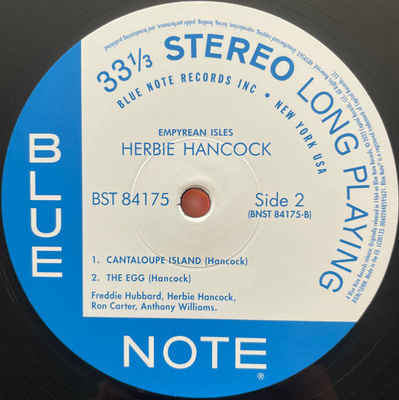 33⅓ STEREO LONG PLAYING
BLUE NOTE RECORDS INC • NEW YORK USA
EMPYREAN ISLES
HERBIE HANCOCK
BST 84175
Side 2
(BNST 84175-B)
1. CANTALOUPE ISLAND (Hancock)
2. THE EGG (Hancock)
Freddie Hubbard, Herbie Hancock,
Ron Carter, Anthony Williams.
BLUE
NOTE
®